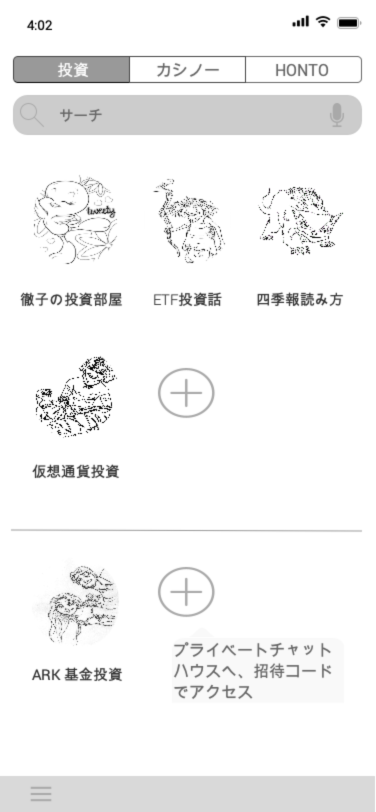 4:02
投資 カシノー HONTO
サーチ
tweety
徹子の投資部屋 ETF投資話 四季報読み方
仮想通貨投資
ARK 基金投資
プライベートチャット
ハウスへ、招待コード
でアクセス